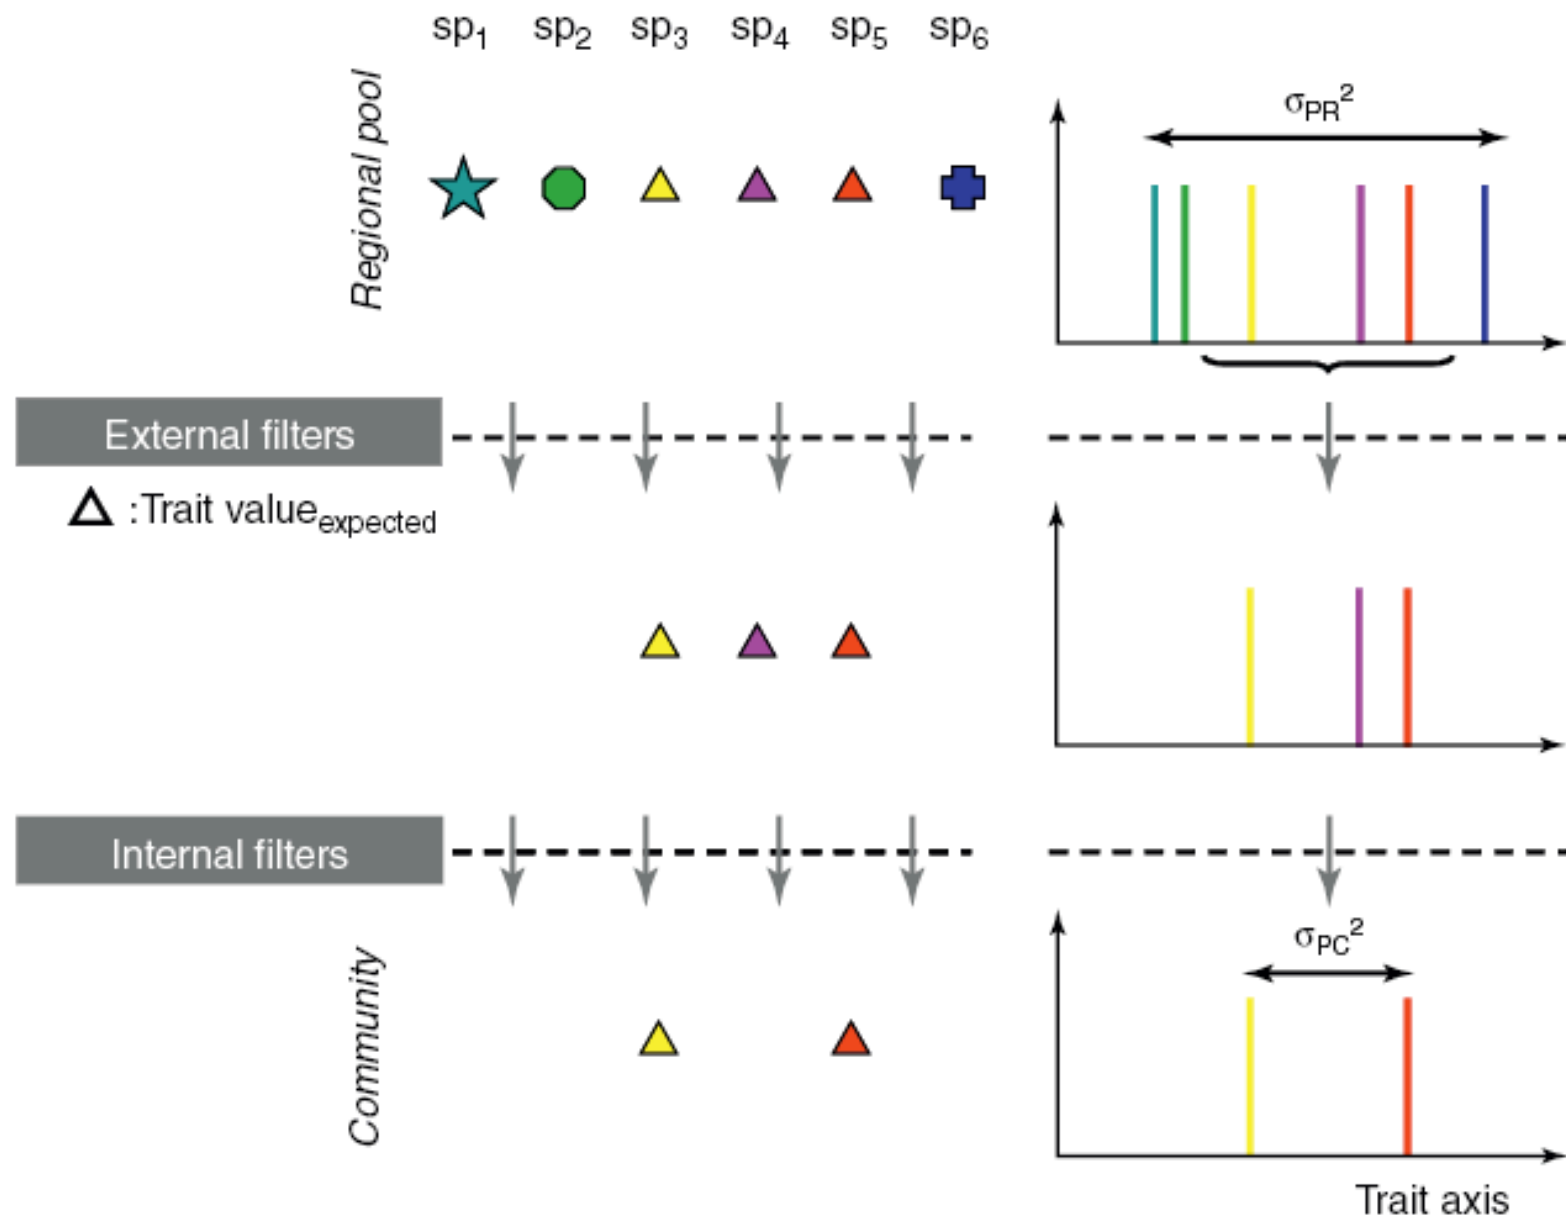 sp1 sp2 sp3 sp4 sp5 sp6
Regional pool
σPR²
External filters
:Trait valueexpected
Internal filters
Community
σPC²
Trait axis